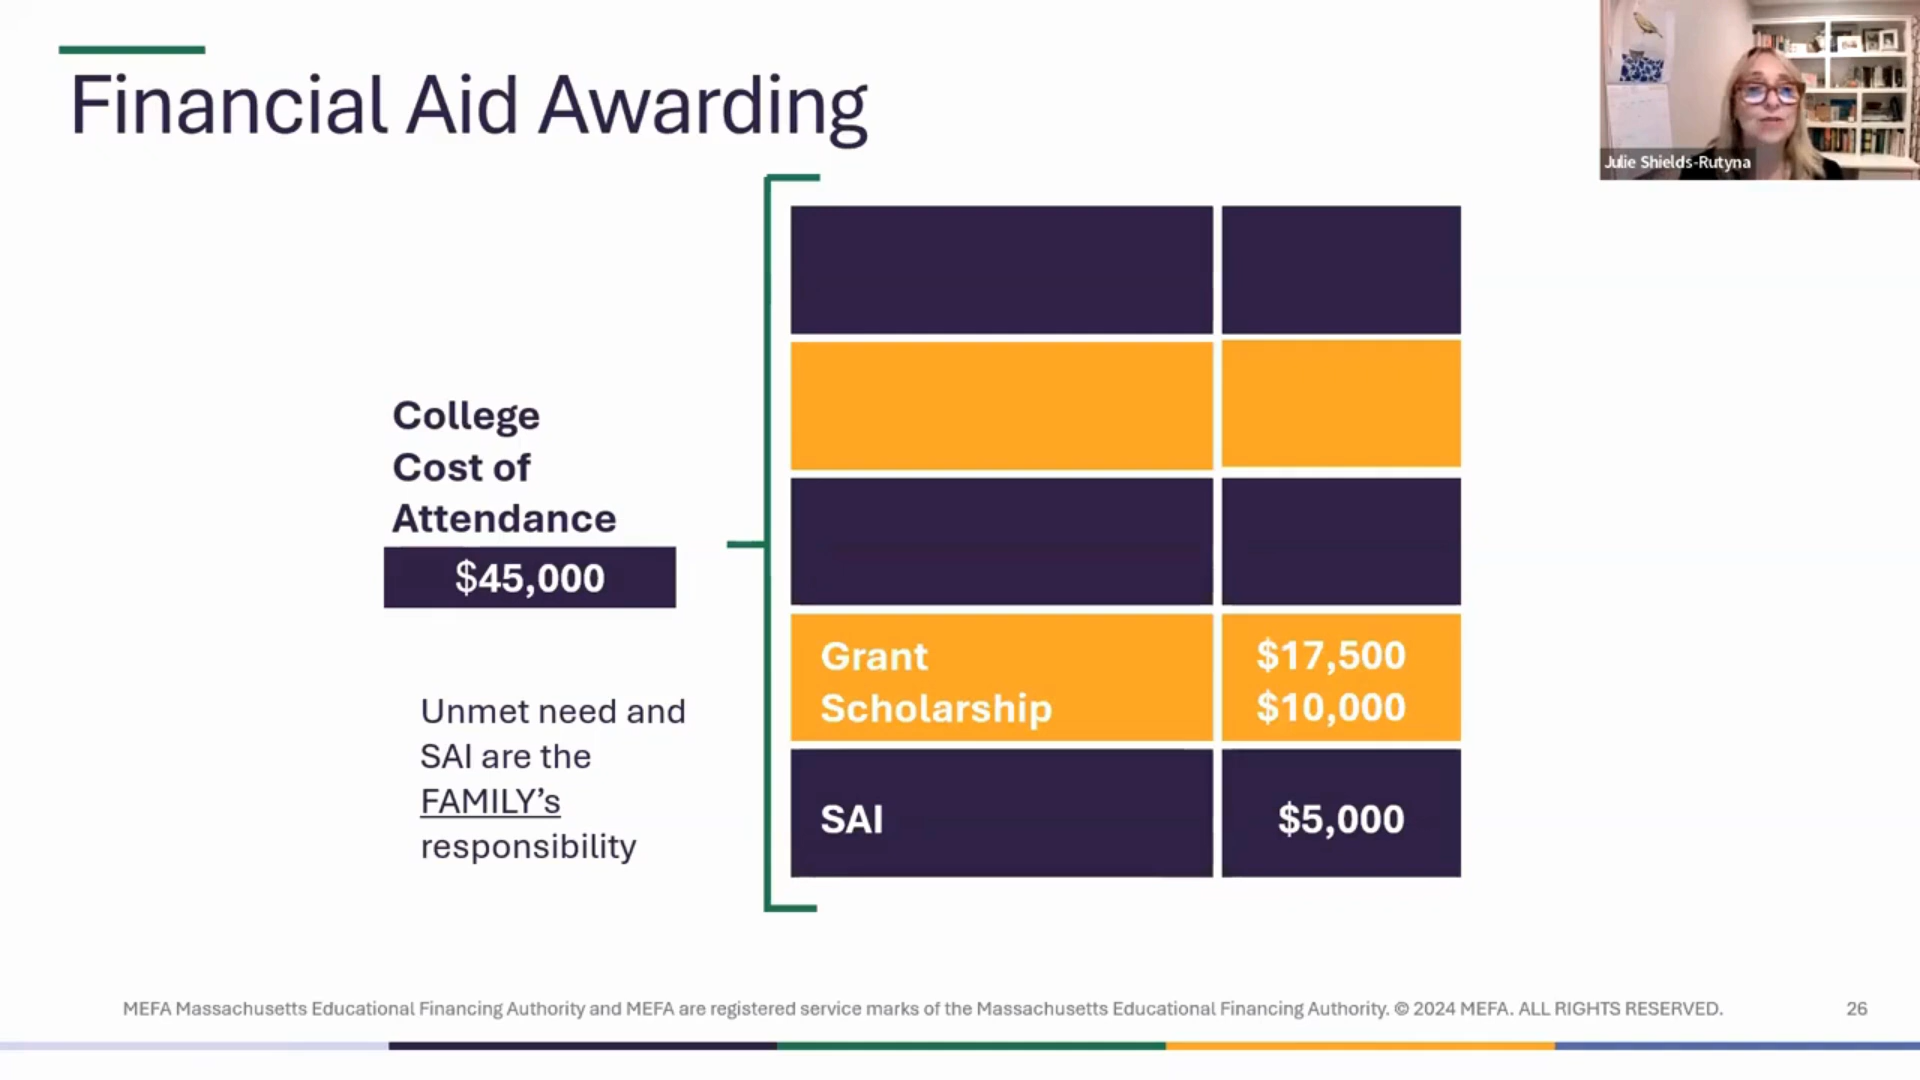 Financial Aid Awarding
Julie Shields-Rutyna
College
Cost of
Attendance
$45,000
Unmet need and
SAI are the
FAMILY’s
responsibility
Grant $17,500
Scholarship $10,000
SAI $5,000
MEFA Massachusetts Educational Financing Authority and MEFA are registered service marks of the Massachusetts Educational Financing Authority. © 2024 MEFA. ALL RIGHTS RESERVED. 26